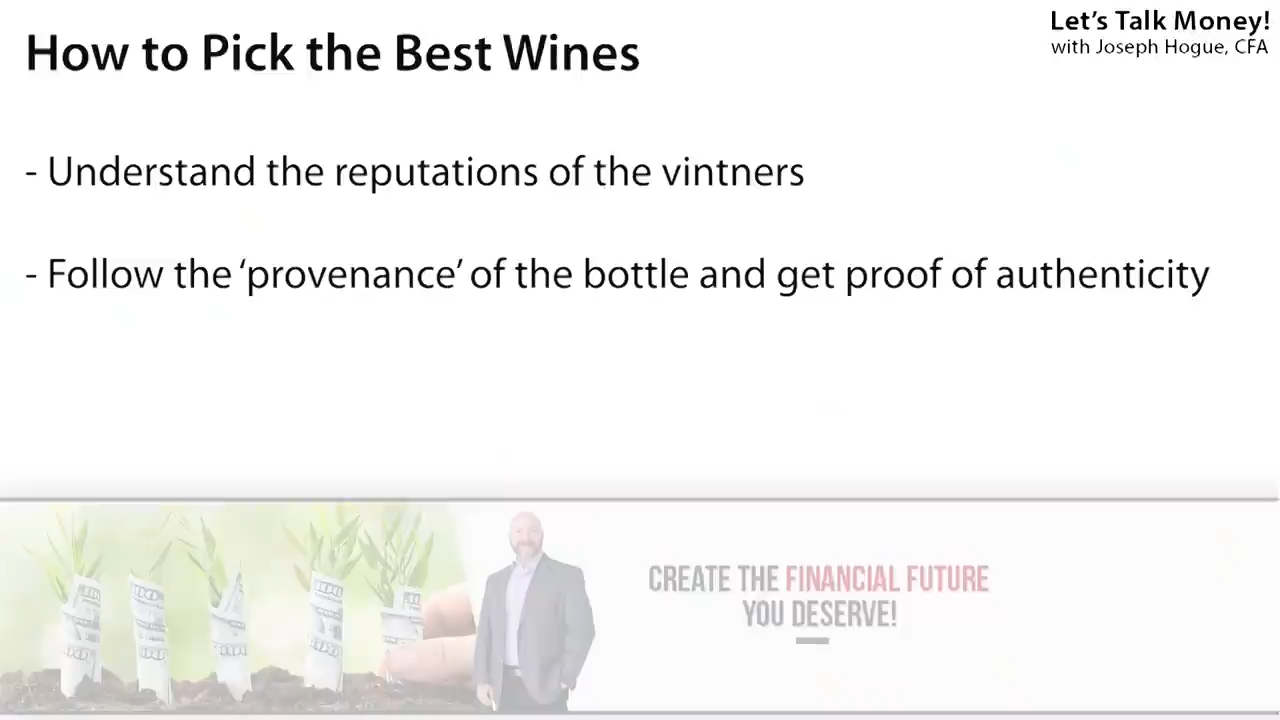 Let's Talk Money!
with Joseph Hogue, CFA
How to Pick the Best Wines
- Understand the reputations of the vintners
- Follow the ‘provenance’ of the bottle and get proof of authenticity
CREATE THE FINANCIAL FUTURE
YOU DESERVE!